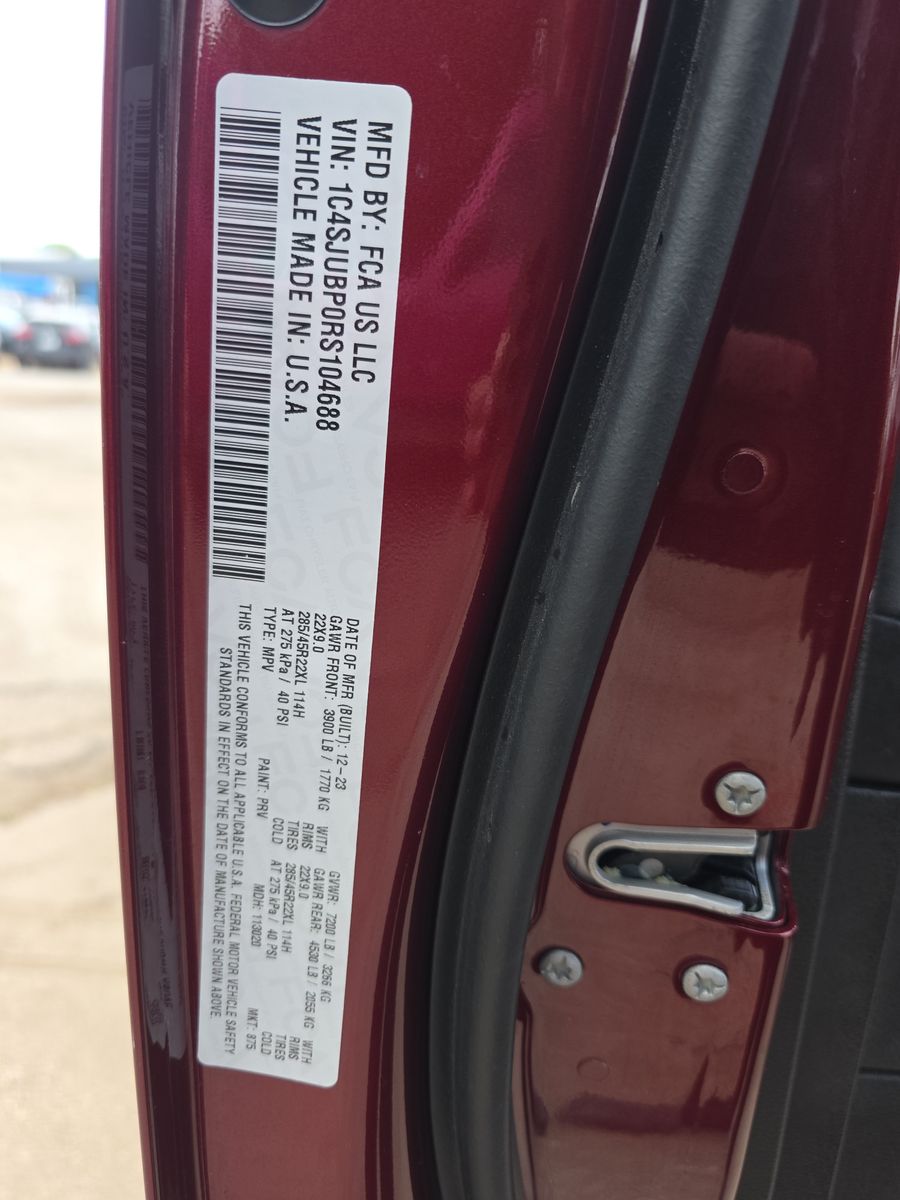 MFD BY: FCA US LLC
VIN: 1C4SJUBP0RS104688
VEHICLE MADE IN: U.S.A.
DATE OF MFR (BUILT): 12-23 GVWR: 7200 LB / 3266 KG
GAWR FRONT: 3900 LB / 1770 KG WITH GAWR REAR: 4530 LB / 2055 KG WITH
22X9.0 RIMS 22X9.0 RIMS
285/45R22XL 114H TIRES 285/45R22XL 114H TIRES
AT 275 kPa / 40 PSI COLD AT 275 kPa / 40 PSI COLD
TYPE: MPV PAINT: PRV MDH: 113020 MKT: 875
THIS VEHICLE CONFORMS TO ALL APPLICABLE U.S.A. FEDERAL MOTOR VEHICLE SAFETY
STANDARDS IN EFFECT ON THE DATE OF MANUFACTURE SHOWN ABOVE.